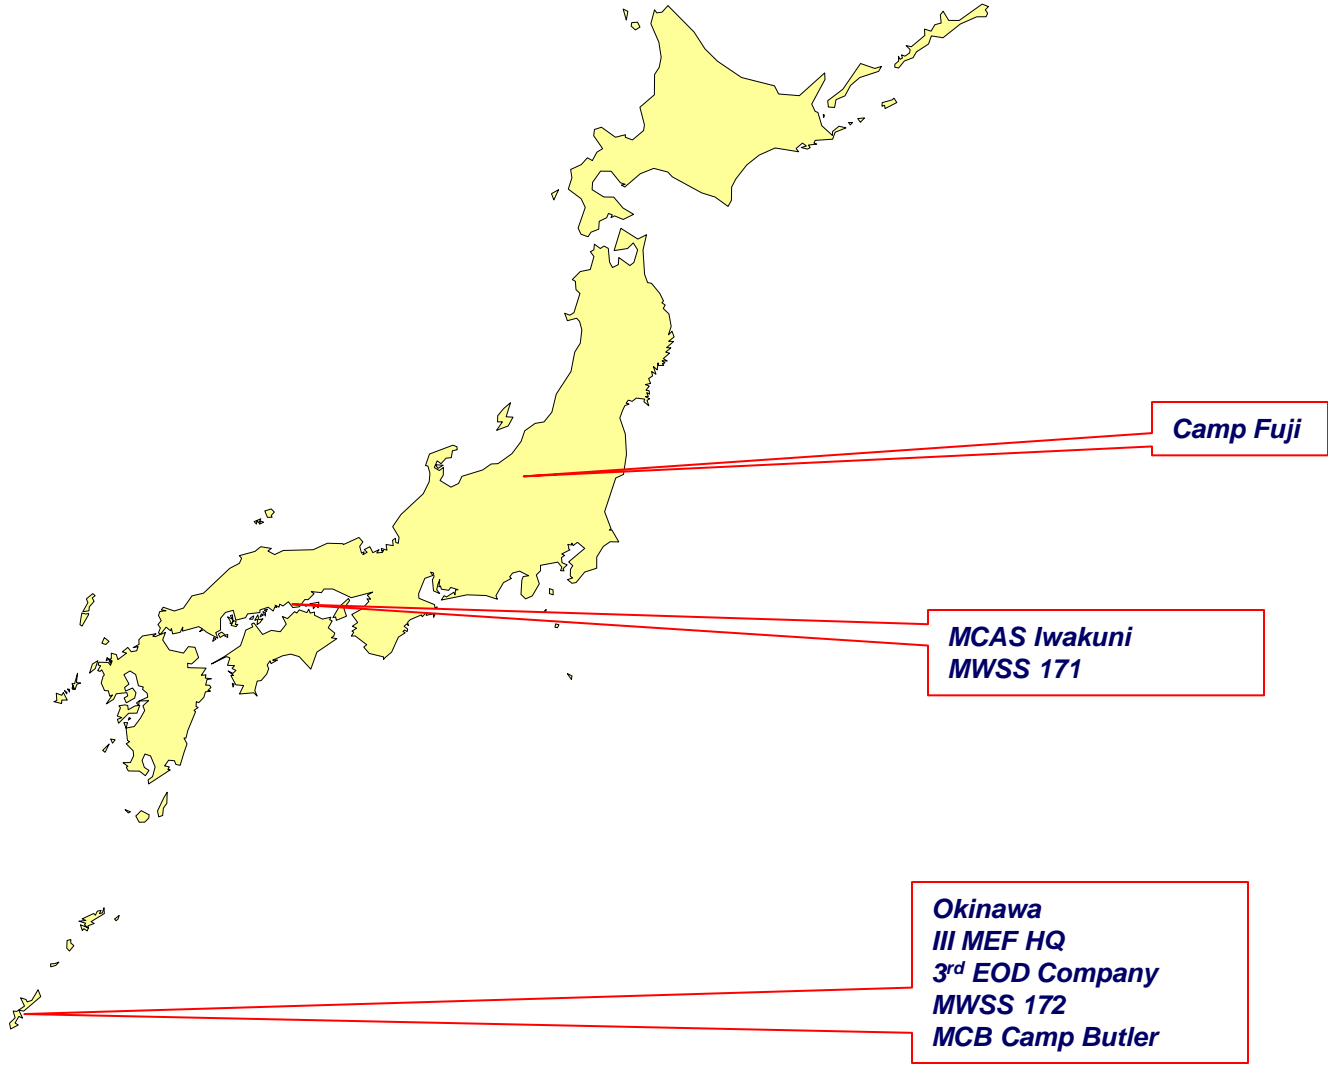 Camp Fuji
MCAS Iwakuni
MWSS 171
Okinawa
III MEF HQ
3rd EOD Company
MWSS 172
MCB Camp Butler